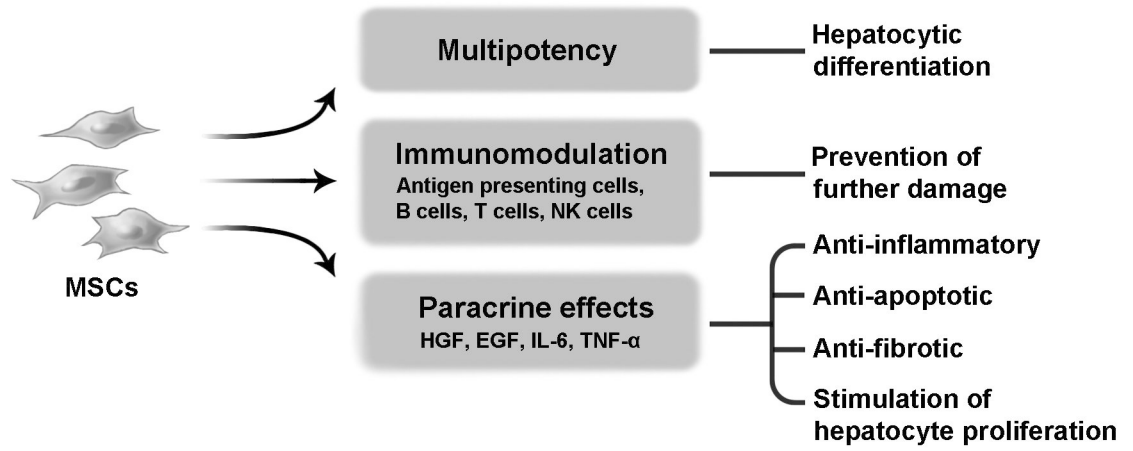 MSCs
Multipotency
Hepatocytic
differentiation
Immunomodulation
Antigen presenting cells,
B cells, T cells, NK cells
Prevention of
further damage
Paracrine effects
HGF, EGF, IL-6, TNF-α
Anti-inflammatory
Anti-apoptotic
Anti-fibrotic
Stimulation of
hepatocyte proliferation